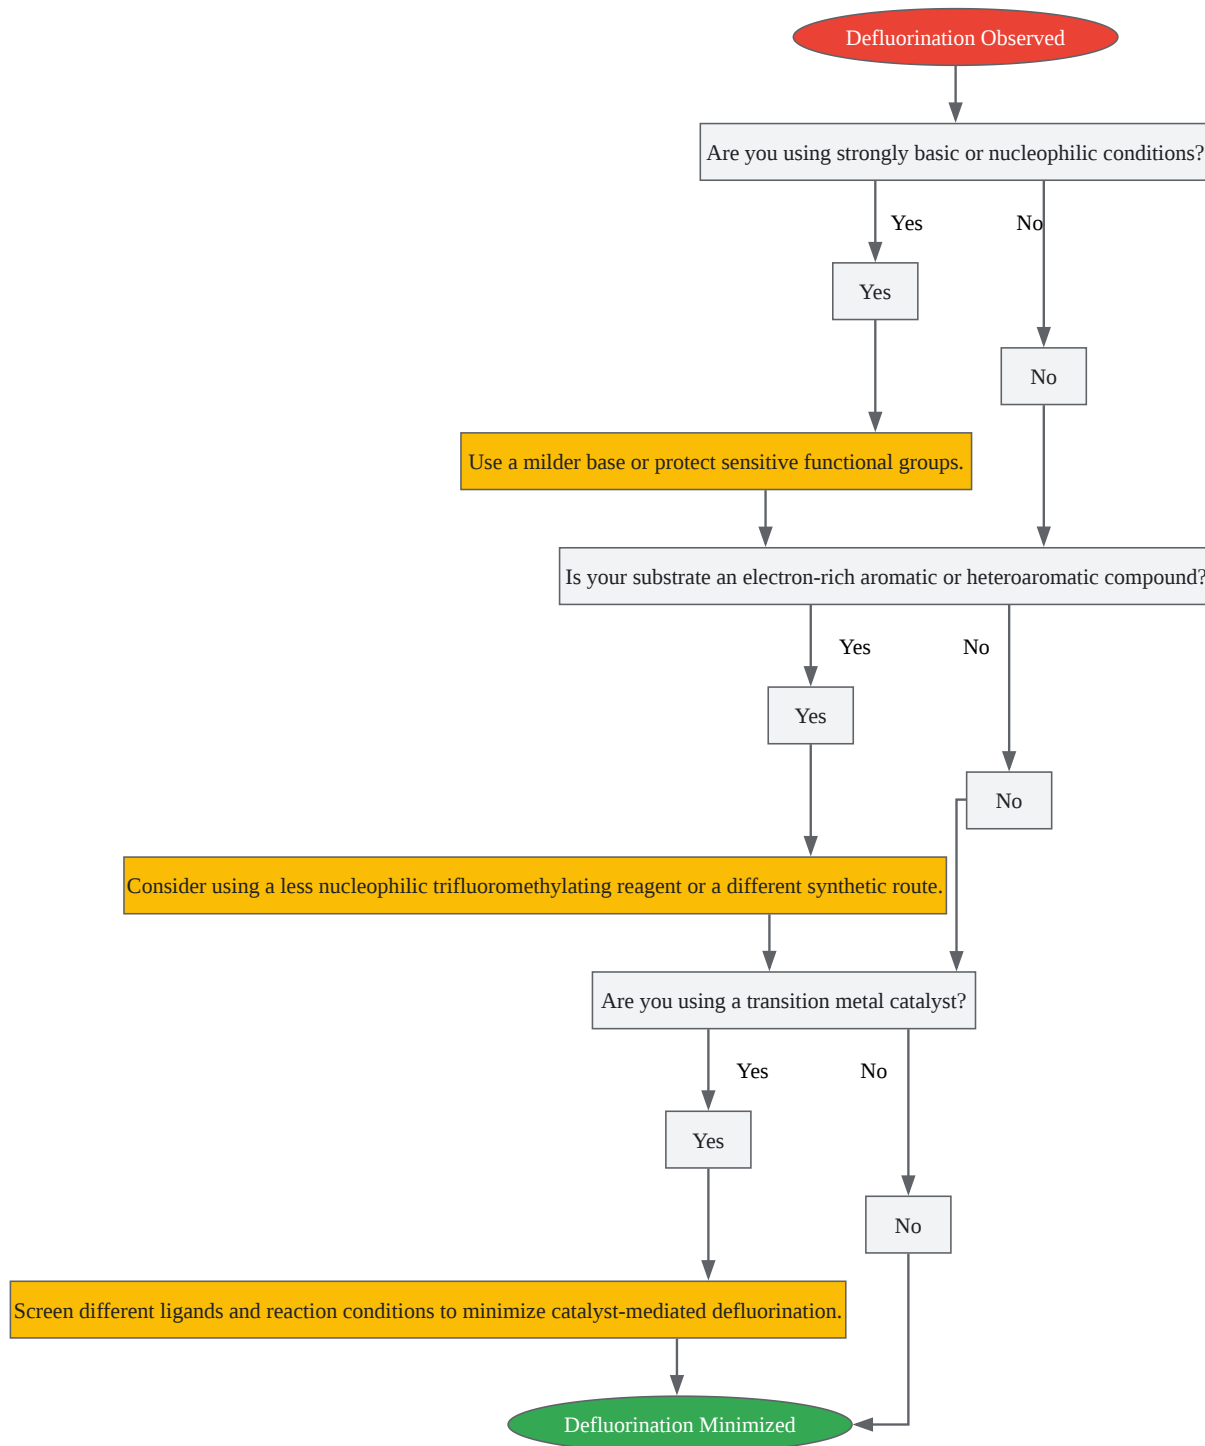 Defluorination Observed
Are you using strongly basic or nucleophilic conditions?
Yes
No
Yes
No
Use a milder base or protect sensitive functional groups.
Is your substrate an electron-rich aromatic or heteroaromatic compound?
Yes
No
Yes
No
Consider using a less nucleophilic trifluoromethylating reagent or a different synthetic route.
Are you using a transition metal catalyst?
Yes
No
Yes
No
Screen different ligands and reaction conditions to minimize catalyst-mediated defluorination.
Defluorination Minimized